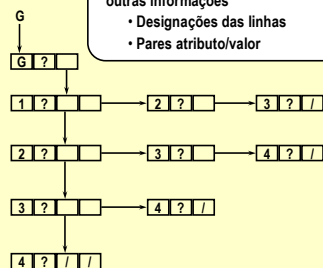 outras informações
• Designações das linhas
• Pares atributo/valor
G
G ?
1 ? 2 ? 3 ? /
2 ? 3 ? 4 ? /
3 ? 4 ? /
4 ? / /